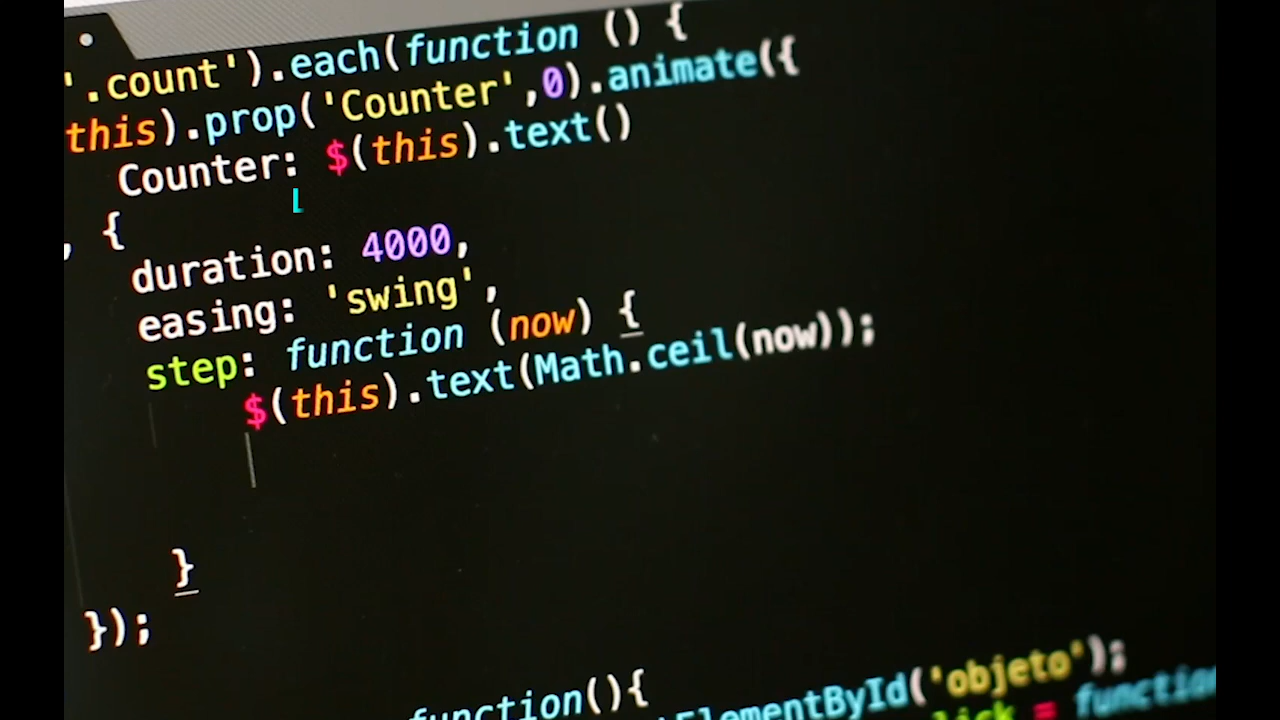 '.count').each(function () {
this).prop('Counter',0).animate({
Counter: $(this).text()
, {
duration: 4000,
easing: 'swing',
step: function (now) {
$(this).text(Math.ceil(now));
}
});
function(){
ElementById('objeto');
lick = function